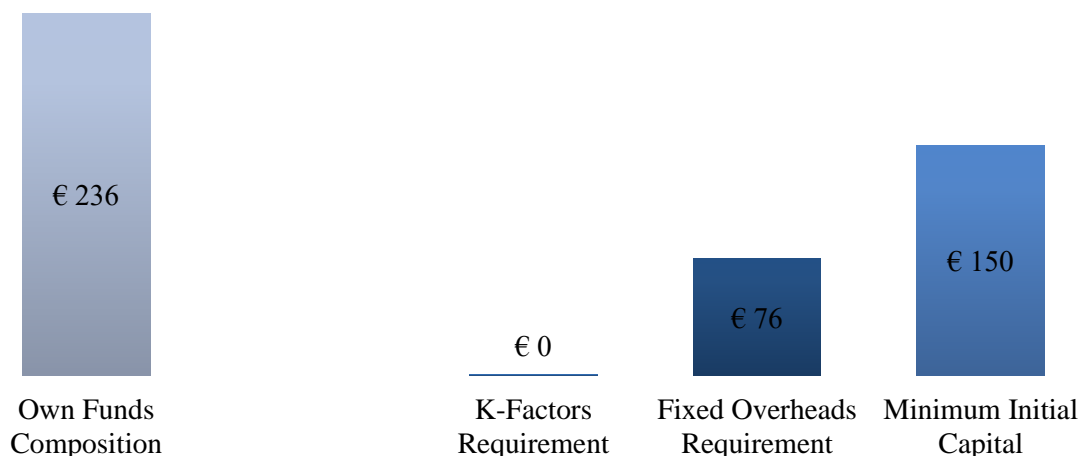 € 236
€ 0
€ 76
€ 150
Own Funds
Composition
K-Factors
Requirement
Fixed Overheads
Requirement
Minimum Initial
Capital